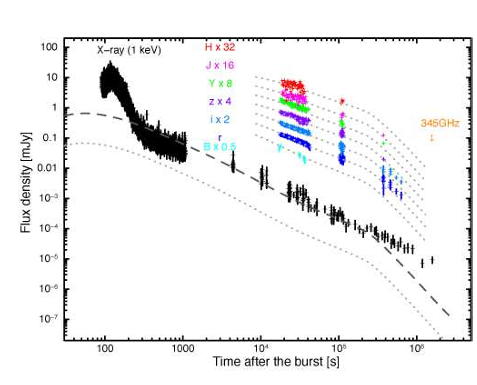 X-ray (1 keV)
H x 32
J x 16
Y x 8
z x 4
i x 2
r
B x 0.5
345GHz
Flux density [mJy]
100
10
1
0.1
0.01
10⁻³
10⁻⁴
10⁻⁵
10⁻⁶
10⁻⁷
100
1000
10⁴
10⁵
10⁶
Time after the burst [s]